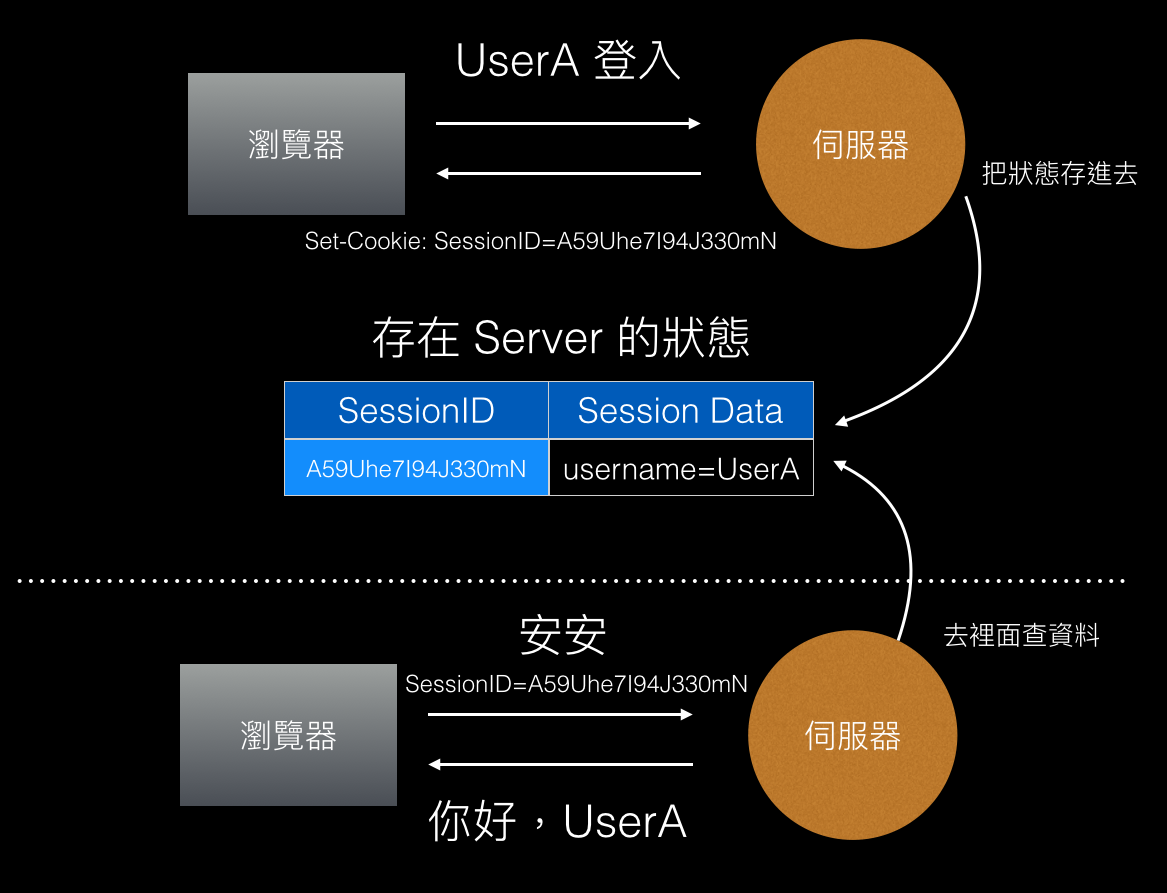 UserA 登入
瀏覽器
伺服器
把狀態存進去
Set-Cookie: SessionID=A59Uhe7I94J330mN
存在 Server 的狀態
SessionID
Session Data
A59Uhe7I94J330mN
username=UserA
安安
去裡面查資料
SessionID=A59Uhe7I94J330mN
瀏覽器
伺服器
你好，UserA